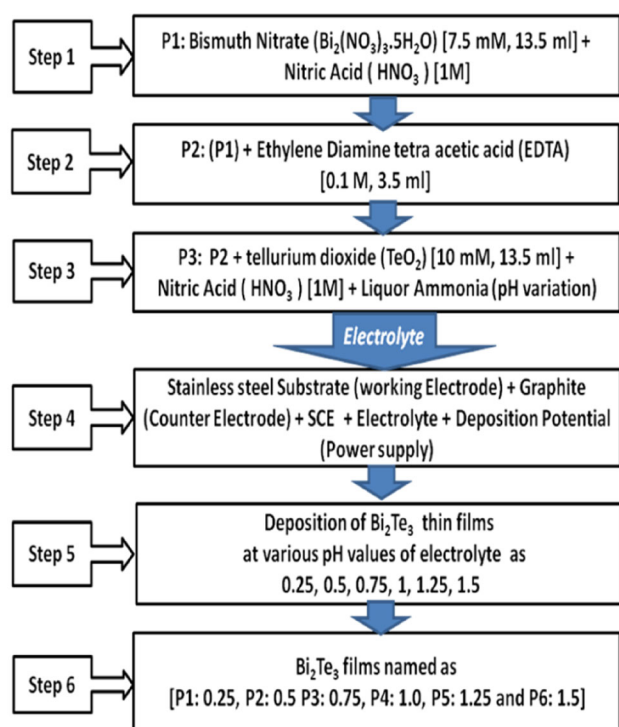 Step 1
P1: Bismuth Nitrate (Bi₂(NO₃)₃.5H₂O) [7.5 mM, 13.5 ml] +
Nitric Acid ( HNO₃ ) [1M]
Step 2
P2: (P1) + Ethylene Diamine tetra acetic acid (EDTA)
[0.1 M, 3.5 ml]
Step 3
P3: P2 + tellurium dioxide (TeO₂) [10 mM, 13.5 ml] +
Nitric Acid ( HNO₃ ) [1M] + Liquor Ammonia (pH variation)
Electrolyte
Step 4
Stainless steel Substrate (working Electrode) + Graphite
(Counter Electrode) + SCE + Electrolyte + Deposition Potential
(Power supply)
Step 5
Deposition of Bi₂Te₃ thin films
at various pH values of electrolyte as
0.25, 0.5, 0.75, 1, 1.25, 1.5
Step 6
Bi₂Te₃ films named as
[P1: 0.25, P2: 0.5 P3: 0.75, P4: 1.0, P5: 1.25 and P6: 1.5]